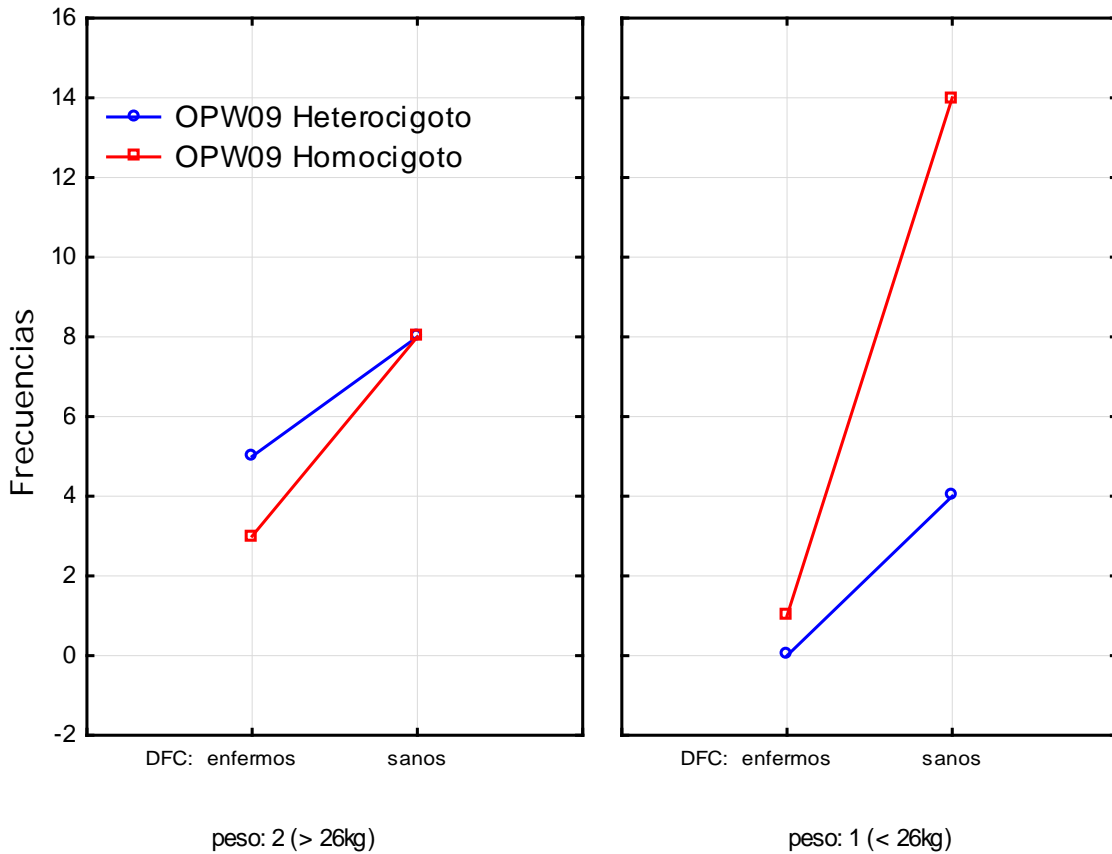 16
14
12
10
8
6
4
2
0
-2
Frecuencias
OPW09 Heterocigoto
OPW09 Homocigoto
DFC: enfermos sanos
peso: 2 (> 26kg)
DFC: enfermos sanos
peso: 1 (< 26kg)